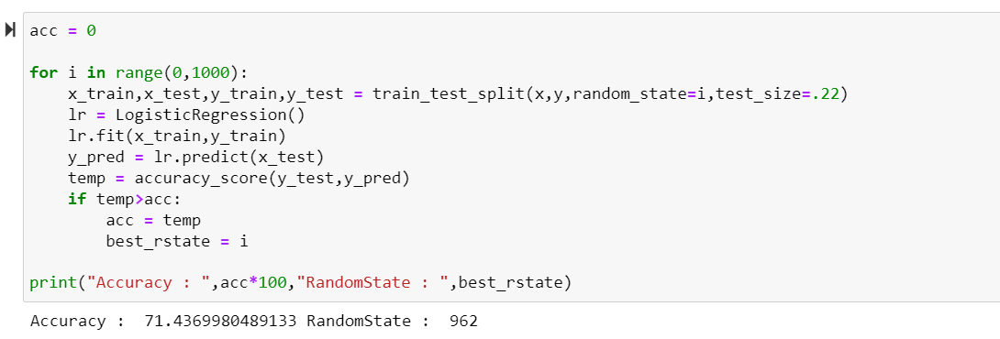 acc = 0
for i in range(0,1000):
x_train,x_test,y_train,y_test = train_test_split(x,y,random_state=i,test_size=.22)
lr = LogisticRegression()
lr.fit(x_train,y_train)
y_pred = lr.predict(x_test)
temp = accuracy_score(y_test,y_pred)
if temp>acc:
acc = temp
best_rstate = i
print("Accuracy : ",acc*100,"RandomState : ",best_rstate)
Accuracy :  71.4369980489133 RandomState :  962